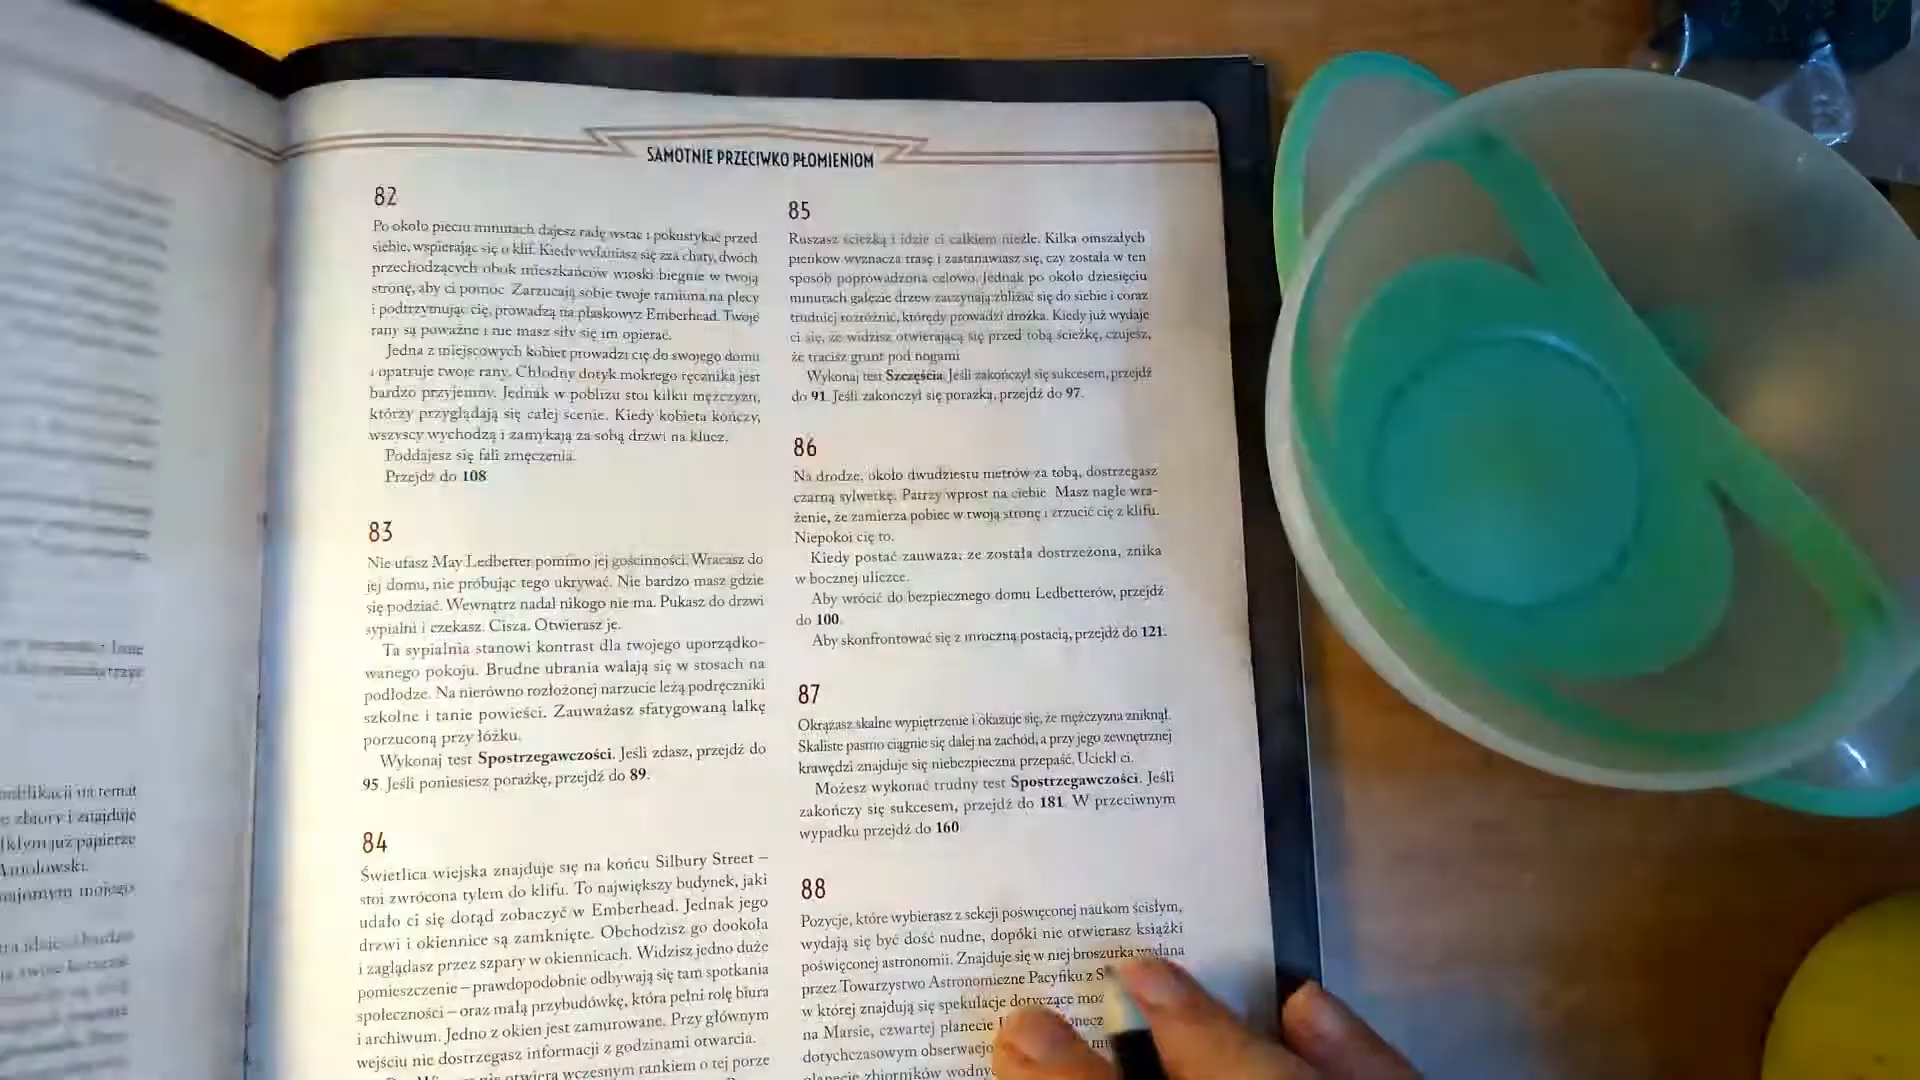 SAMOTNIE PRZECIWKO PŁOMIENIOM
82
Po około pięciu minutach dajesz radę wstać i pokuśtykać przed
siebie, wspierając się o klif. Kiedy wyłaniasz się zza chaty, dwóch
przechodzących obok mieszkańców wioski biegnie w twoją
stronę, aby ci pomóc. Zarzucają sobie twoje ramiona na plecy
i podtrzymując cię, prowadzą na płaskowyż Emberhead. Twoje
rany są poważne i nie masz siły się im opierać.
Jedna z miejscowych kobiet prowadzi cię do swojego domu
i opatruje twoje rany. Chłodny dotyk mokrego ręcznika jest
bardzo przyjemny. Jednak w pobliżu stoi kilku mężczyzn,
którzy przyglądają się całej scenie. Kiedy kobieta kończy,
wszyscy wychodzą i zamykają za sobą drzwi na klucz.
Poddajesz się fali zmęczenia.
Przejdź do 108
83
Nie ufasz May Ledbetter pomimo jej gościnności. Wracasz do
jej domu, nie próbując tego ukrywać. Nie bardzo masz gdzie
się podziać. Wewnątrz nadal nikogo nie ma. Pukasz do drzwi
sypialni i czekasz. Cisza. Otwierasz je.
Ta sypialnia stanowi kontrast dla twojego uporządko-
wanego pokoju. Brudne ubrania walają się w stosach na
podłodze. Na nierówno rozłożonej narzucie leżą podręczniki
szkolne i tanie powieści. Zauważasz sfatygowaną lalkę
porzuconą przy łóżku.
Wykonaj test Spostrzegawczości. Jeśli zdasz, przejdź do
95. Jeśli poniesiesz porażkę, przejdź do 89.
84
Świetlica wiejska znajduje się na końcu Silbury Street –
stoi zwrócona tyłem do klifu. To największy budynek, jaki
udało ci się dotąd zobaczyć w Emberhead. Jednak jego
drzwi i okiennice są zamknięte. Obchodzisz go dookoła
i zaglądasz przez szpary w okiennicach. Widzisz jedno duże
pomieszczenie – prawdopodobnie odbywają się tam spotkania
społeczności – oraz małą przybudówkę, która pełni rolę biura
i archiwum. Jedno z okien jest zamurowane. Przy głównym
wejściu nie dostrzegasz informacji z godzinami otwarcia.
otwiera wczesnym rankiem o tej porze
85
Ruszasz ścieżką i idzie ci całkiem nieźle. Kilka omszałych
pieńków wyznacza trasę i zastanawiasz się, czy została w ten
sposób poprowadzona celowo. Jednak po około dziesięciu
minutach gałęzie drzew zaczynają zbliżać się do siebie i coraz
trudniej rozróżnić, którędy prowadzi dróżka. Kiedy już wydaje
ci się, że widzisz otwierającą się przed tobą ścieżkę, czujesz,
że tracisz grunt pod nogami
Wykonaj test Szczęścia. Jeśli zakończył się sukcesem, przejdź
do 91. Jeśli zakończył się porażką, przejdź do 97.
86
Na drodze, około dwudziestu metrów za tobą, dostrzegasz
czarną sylwetkę. Patrzy wprost na ciebie. Masz nagle wra-
żenie, że zamierza pobiec w twoją stronę i zrzucić cię z klifu.
Niepokoi cię to.
Kiedy postać zauważa, że została dostrzeżona, znika
w bocznej uliczce.
Aby wrócić do bezpiecznego domu Ledbetterów, przejdź
do 100.
Aby skonfrontować się z mroczną postacią, przejdź do 121.
87
Okrążasz skalne wypiętrzenie i okazuje się, że mężczyzna zniknął.
Skaliste pasmo ciągnie się dalej na zachód, a przy jego zewnętrznej
krawędzi znajduje się niebezpieczna przepaść. Uciekł ci.
Możesz wykonać trudny test Spostrzegawczości. Jeśli
zakończy się sukcesem, przejdź do 181. W przeciwnym
wypadku przejdź do 160.
88
Pozycje, które wybierasz z sekcji poświęconej naukom ścisłym,
wydają się być dość nudne, dopóki nie otwierasz książki
poświęconej astronomii. Znajduje się w niej broszurka wydana
przez Towarzystwo Astronomiczne Pacyfiku z S
w której znajdują się spekulacje dotyczące moż
na Marsie, czwartej planecie
dotychczasowym obserwacjo
planecie zbiorników wodny